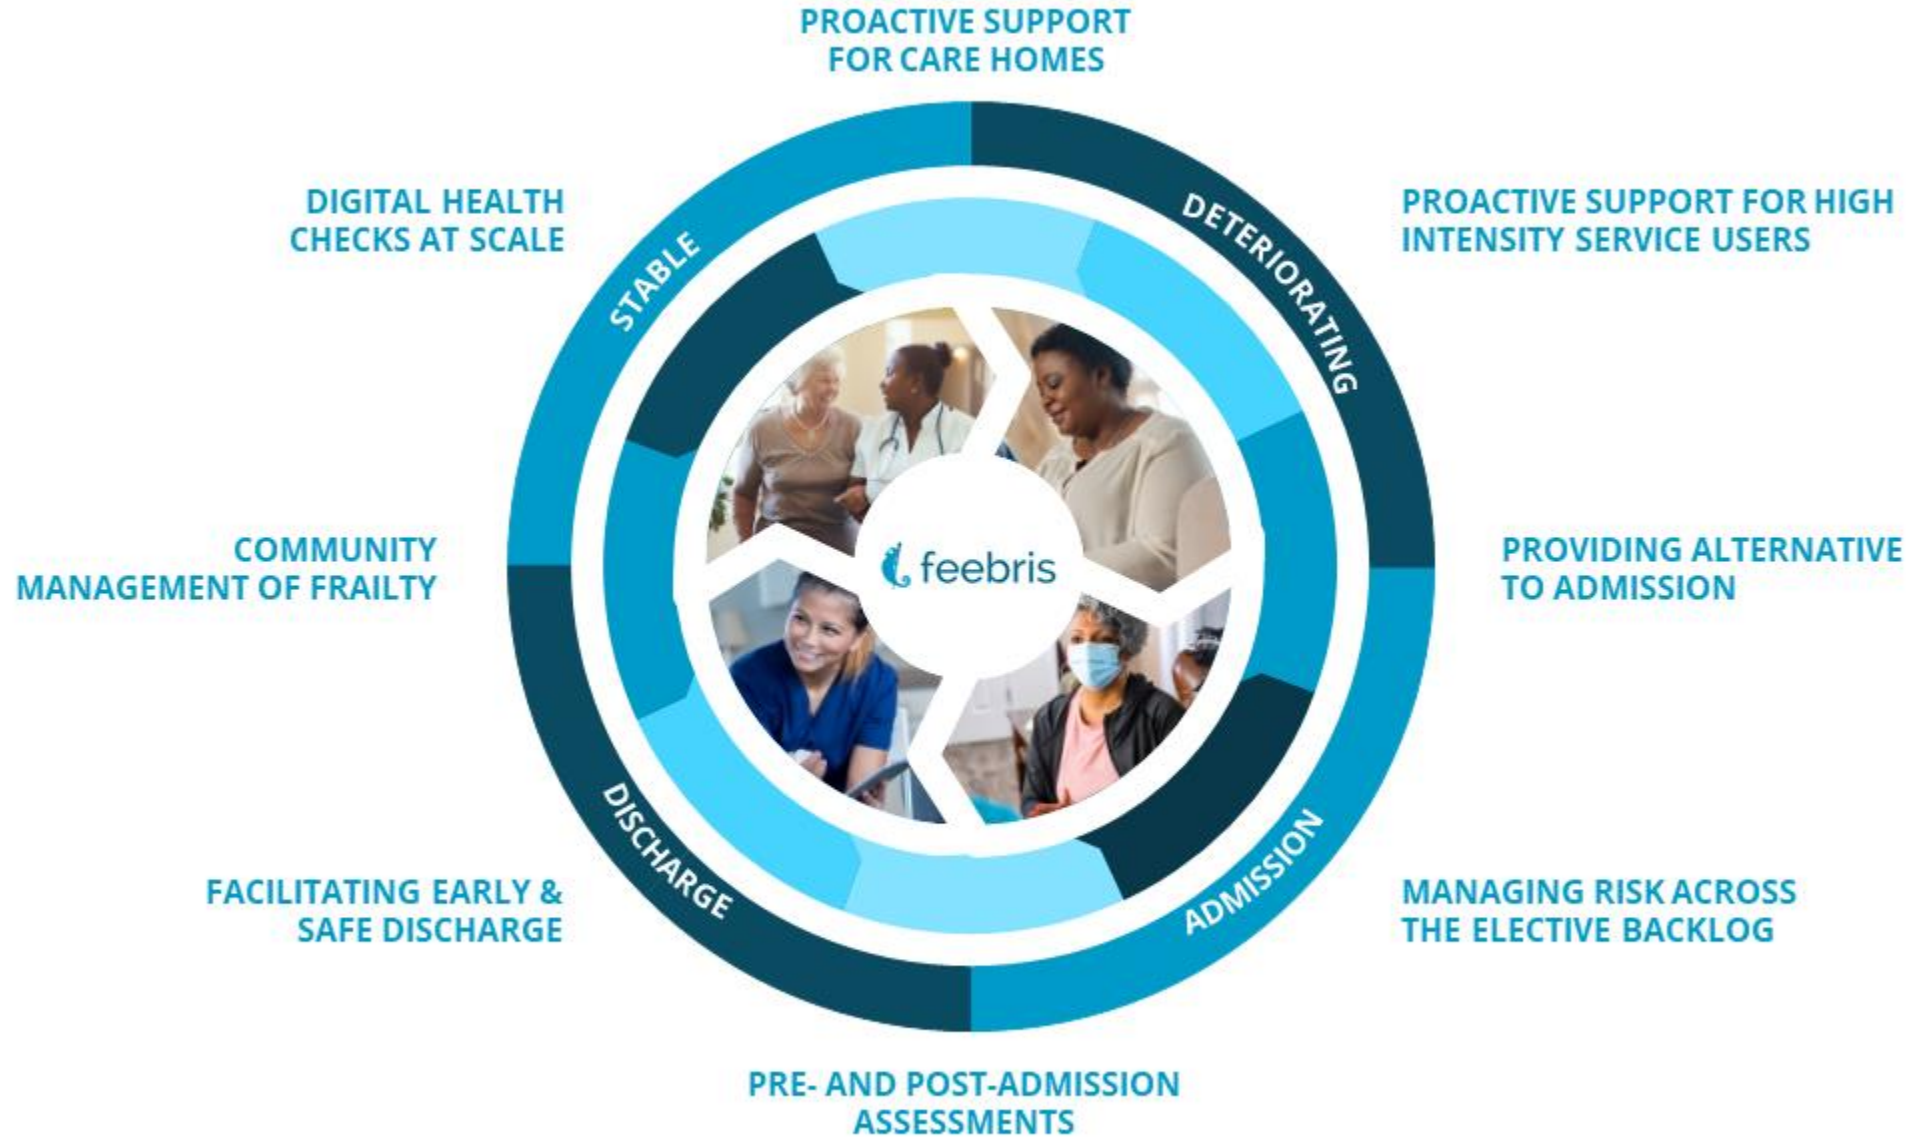 PROACTIVE SUPPORT
FOR CARE HOMES
DIGITAL HEALTH
CHECKS AT SCALE
PROACTIVE SUPPORT FOR HIGH
INTENSITY SERVICE USERS
STABLE
DETERIORATING
COMMUNITY
MANAGEMENT OF FRAILTY
feebris
PROVIDING ALTERNATIVE
TO ADMISSION
DISCHARGE
ADMISSION
FACILITATING EARLY &
SAFE DISCHARGE
MANAGING RISK ACROSS
THE ELECTIVE BACKLOG
PRE- AND POST-ADMISSION
ASSESSMENTS